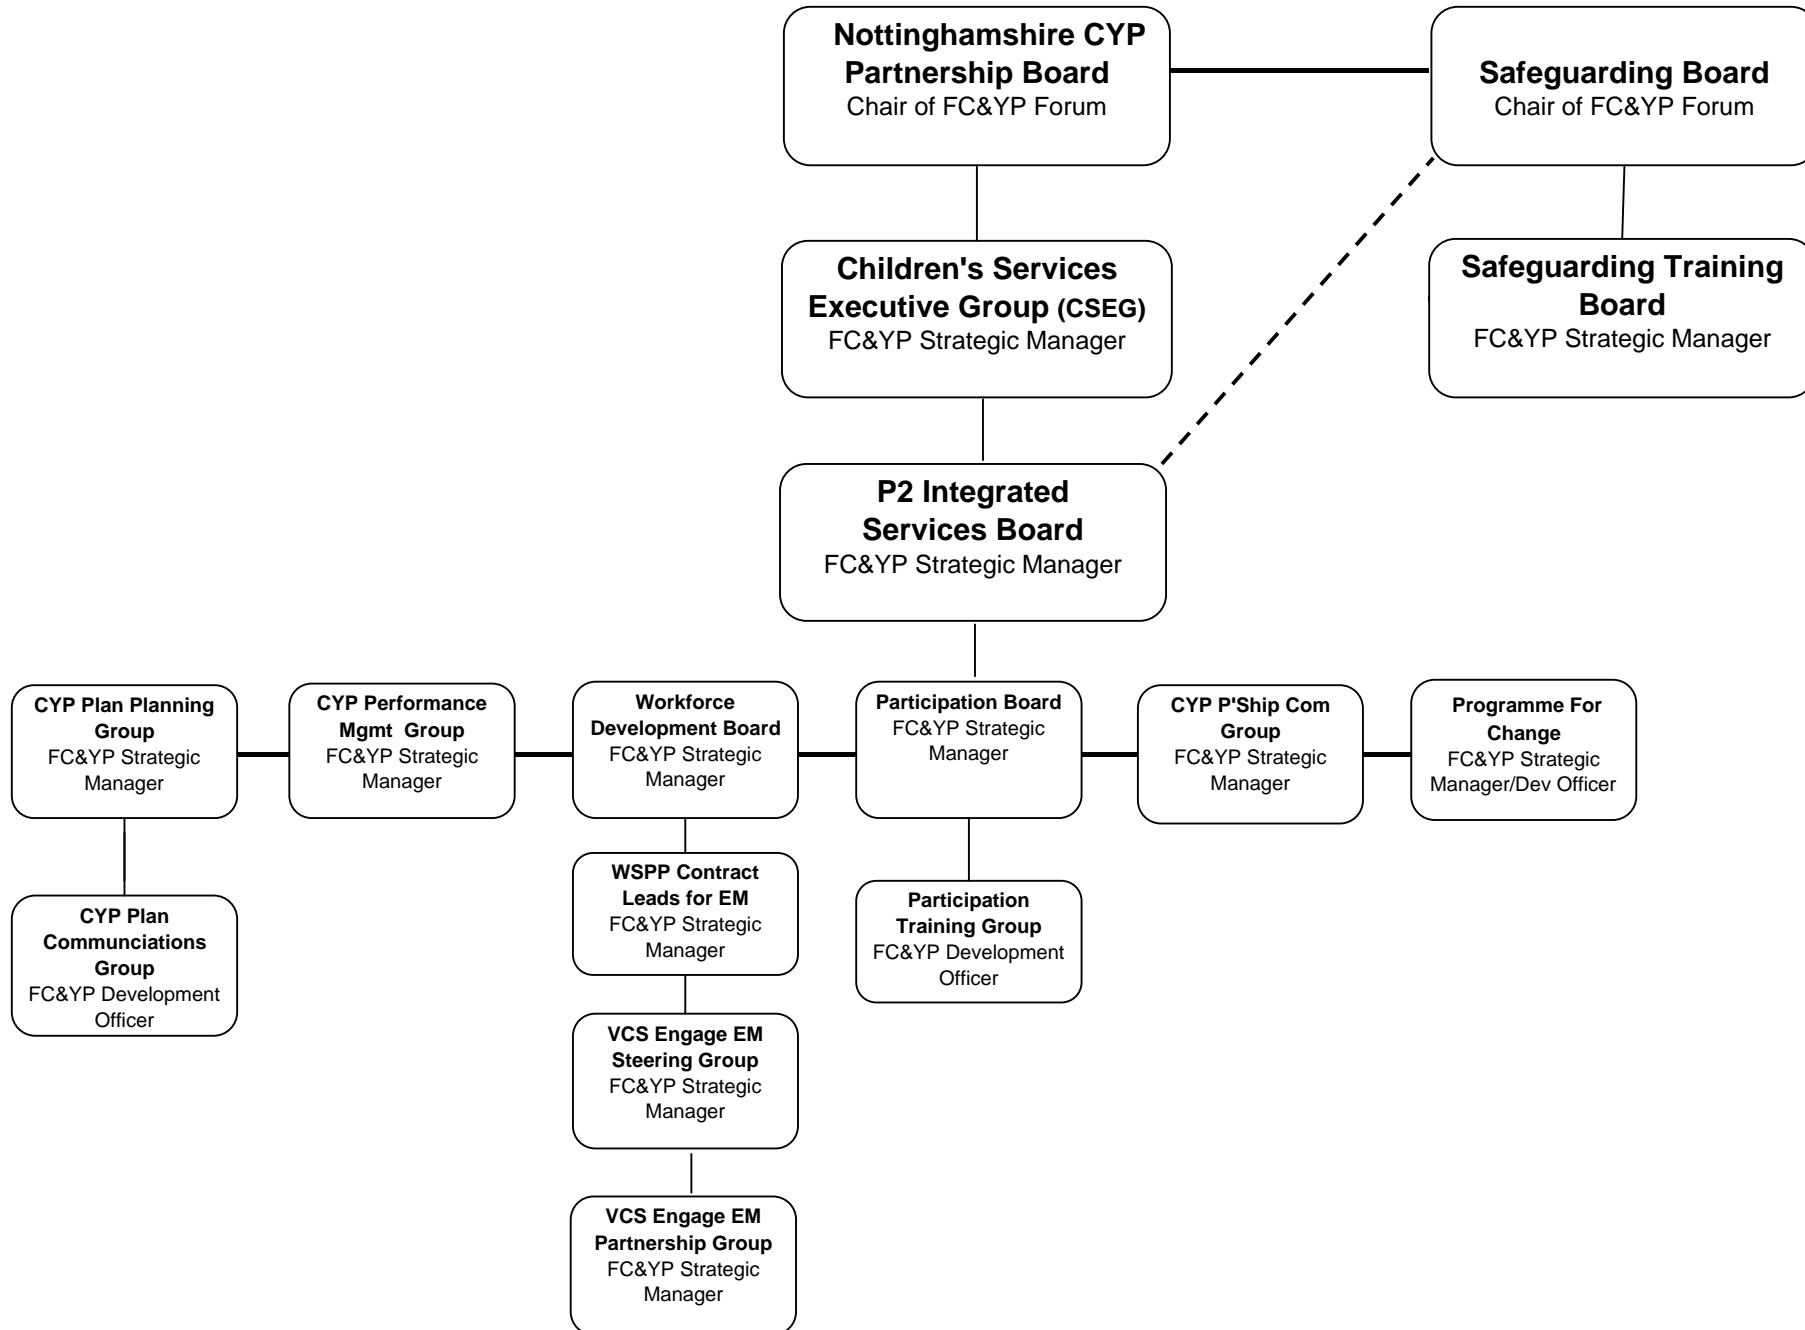 Nottinghamshire CYP
Partnership Board
Chair of FC&YP Forum
Safeguarding Board
Chair of FC&YP Forum
Children's Services
Executive Group (CSEG)
FC&YP Strategic Manager
Safeguarding Training
Board
FC&YP Strategic Manager
P2 Integrated
Services Board
FC&YP Strategic Manager
CYP Plan Planning
Group
FC&YP Strategic
Manager
CYP Performance
Mgmt Group
FC&YP Strategic
Manager
Workforce
Development Board
FC&YP Strategic
Manager
Participation Board
FC&YP Strategic
Manager
CYP P'Ship Com
Group
FC&YP Strategic
Manager
Programme For
Change
FC&YP Strategic
Manager/Dev Officer
CYP Plan
Communciations
Group
FC&YP Development
Officer
WSPP Contract
Leads for EM
FC&YP Strategic
Manager
Participation
Training Group
FC&YP Development
Officer
VCS Engage EM
Steering Group
FC&YP Strategic
Manager
VCS Engage EM
Partnership Group
FC&YP Strategic
Manager